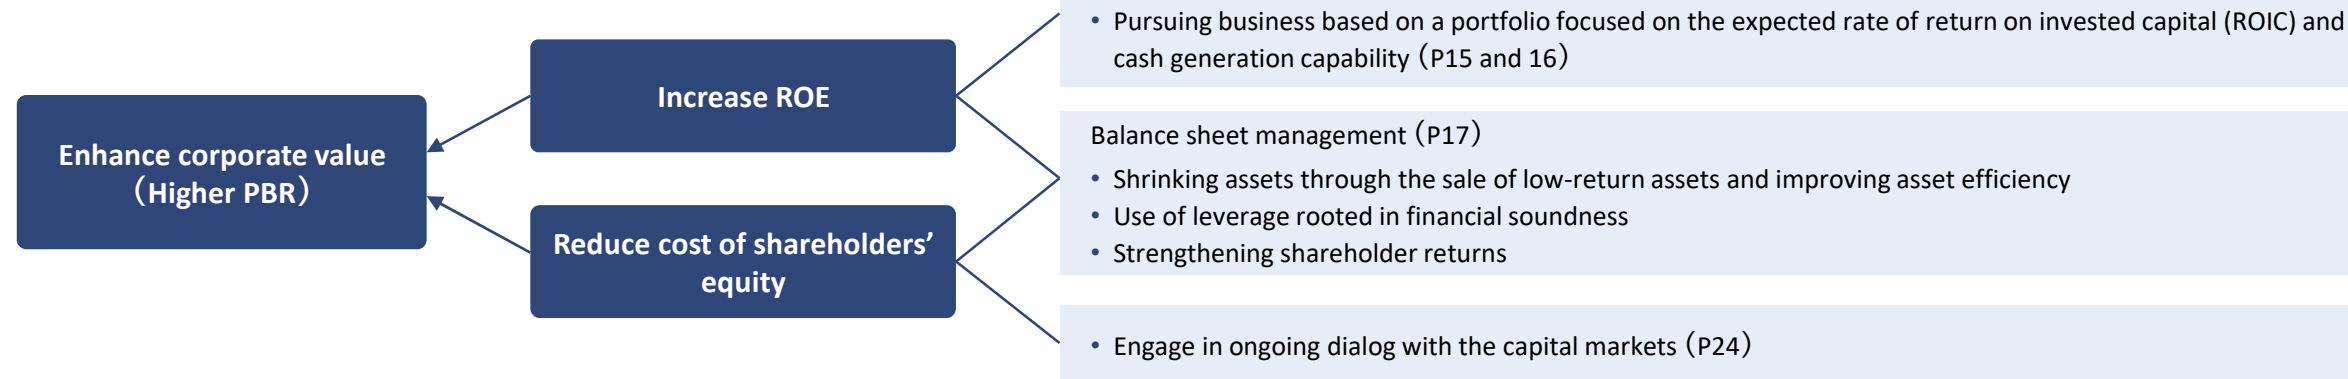 Enhance corporate value
（Higher PBR）
Increase ROE
Reduce cost of shareholders’
equity
• Pursuing business based on a portfolio focused on the expected rate of return on invested capital (ROIC) and
cash generation capability（P15 and 16）
Balance sheet management（P17）
• Shrinking assets through the sale of low-return assets and improving asset efficiency
• Use of leverage rooted in financial soundness
• Strengthening shareholder returns
• Engage in ongoing dialog with the capital markets（P24）